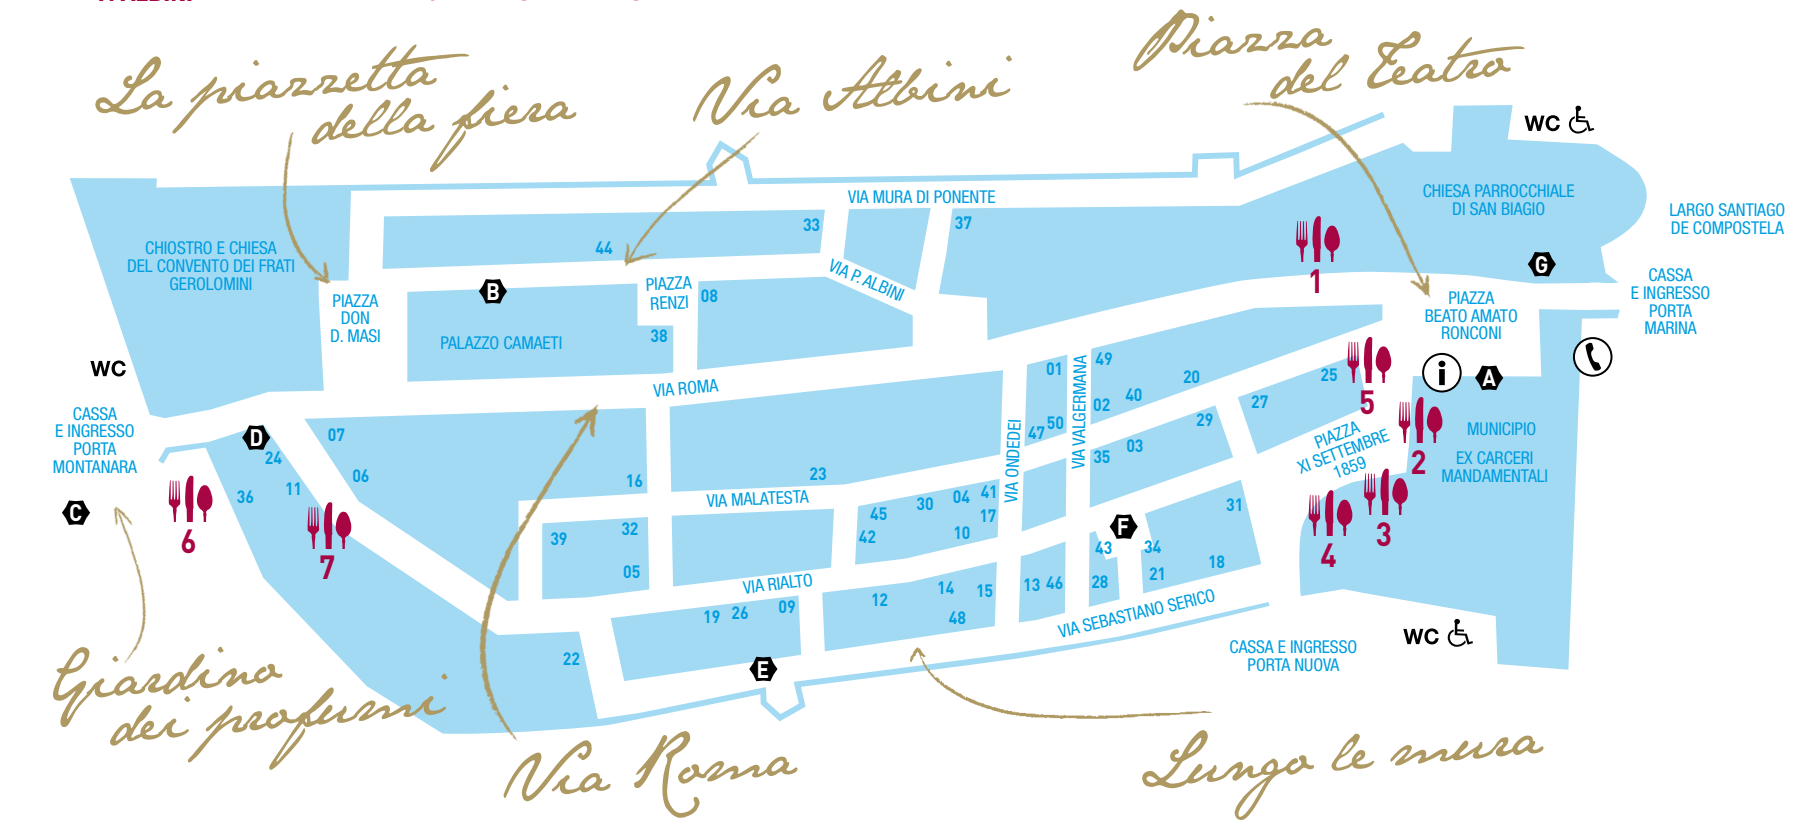 La piazzetta
della fiera
Via Albini
Piazza
del Teatro
WC
VIA MURA DI PONENTE
CHIESA PARROCCHIALE
DI SAN BIAGIO
LARGO SANTIAGO
DE COMPOSTELA
33
37
44
CHIOSTRO E CHIESA
DEL CONVENTO DEI FRATI
GEROLOMINI
VIA P. ALBINI
1
G
B
PIAZZA
RENZI
08
PIAZZA
DON
D. MASI
PIAZZA
BEATO AMATO
RONCONI
CASSA
E INGRESSO
PORTA
MARINA
38
PALAZZO CAMAETI
WC
VIA ROMA
01
VIA VALGERMANA
49
20
25
5
i
A
02
40
27
29
CASSA
E INGRESSO
PORTA
MONTANARA
D
24
07
06
36
11
C
6
7
16
23
VIA MALATESTA
VIA ONDEDEI
47
50
35
03
PIAZZA
XI SETTEMBRE
1859
2
MUNICIPIO
EX CARCERI
MANDAMENTALI
3
4
31
39
32
05
45
42
30
04
41
17
10
F
43
34
21
18
28
13
46
VIA RIALTO
19
26
09
12
14
15
48
VIA SEBASTIANO SERICO
WC
CASSA E INGRESSO
PORTA NUOVA
22
E
Giardino
dei profumi
Via Roma
Lungo le mura